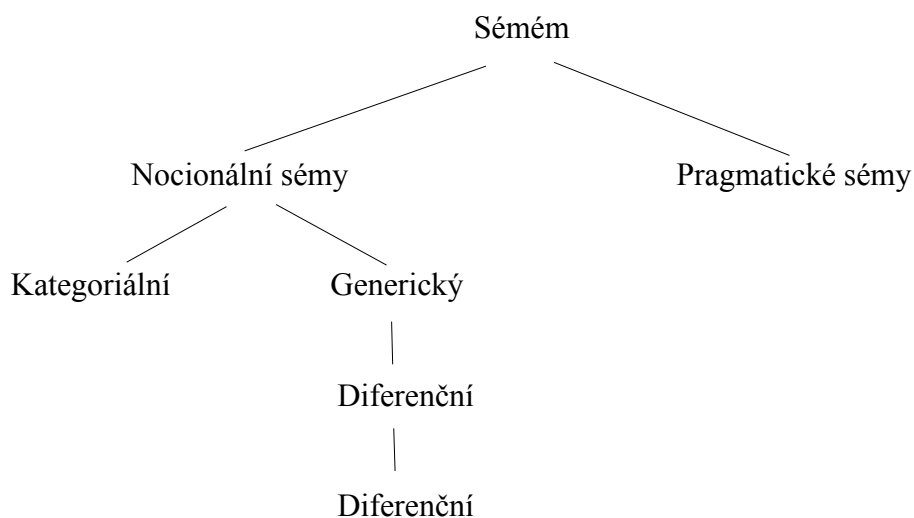 Sémém
Nocionální sémy
Pragmatické sémy
Kategoriální
Generický
Diferenční
Diferenční